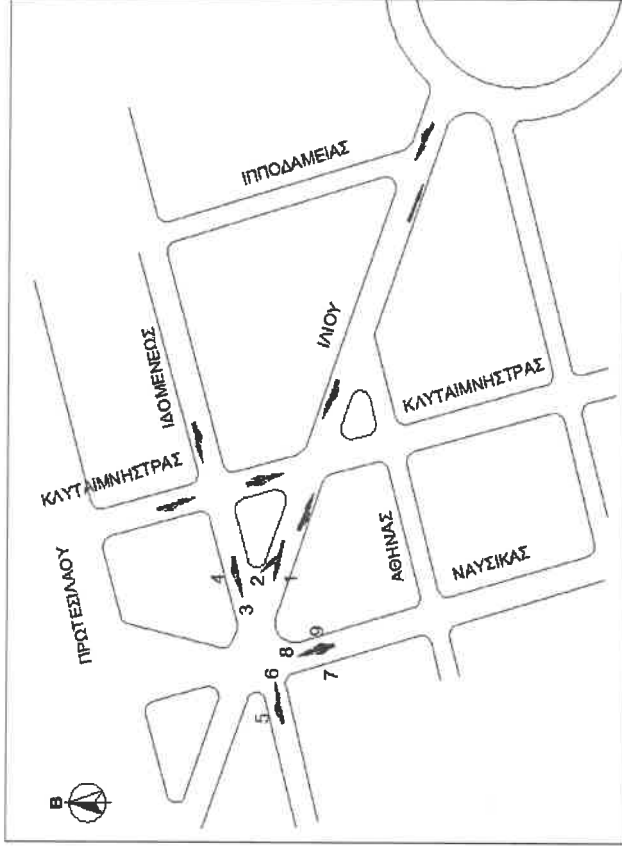 Β
ΠΡΩΤΕΣΙΛΑΟΥ
ΚΛΥΤΑΙΜΝΗΣΤΡΑΣ
ΙΔΟΜΕΝΕΩΣ
ΙΠΠΟΔΑΜΕΙΑΣ
ΙΛΙΟΥ
4
3
2
1
5
6
8
9
7
ΑΘΗΝΑΣ
ΝΑΥΣΙΚΑΣ
ΚΛΥΤΑΙΜΝΗΣΤΡΑΣ